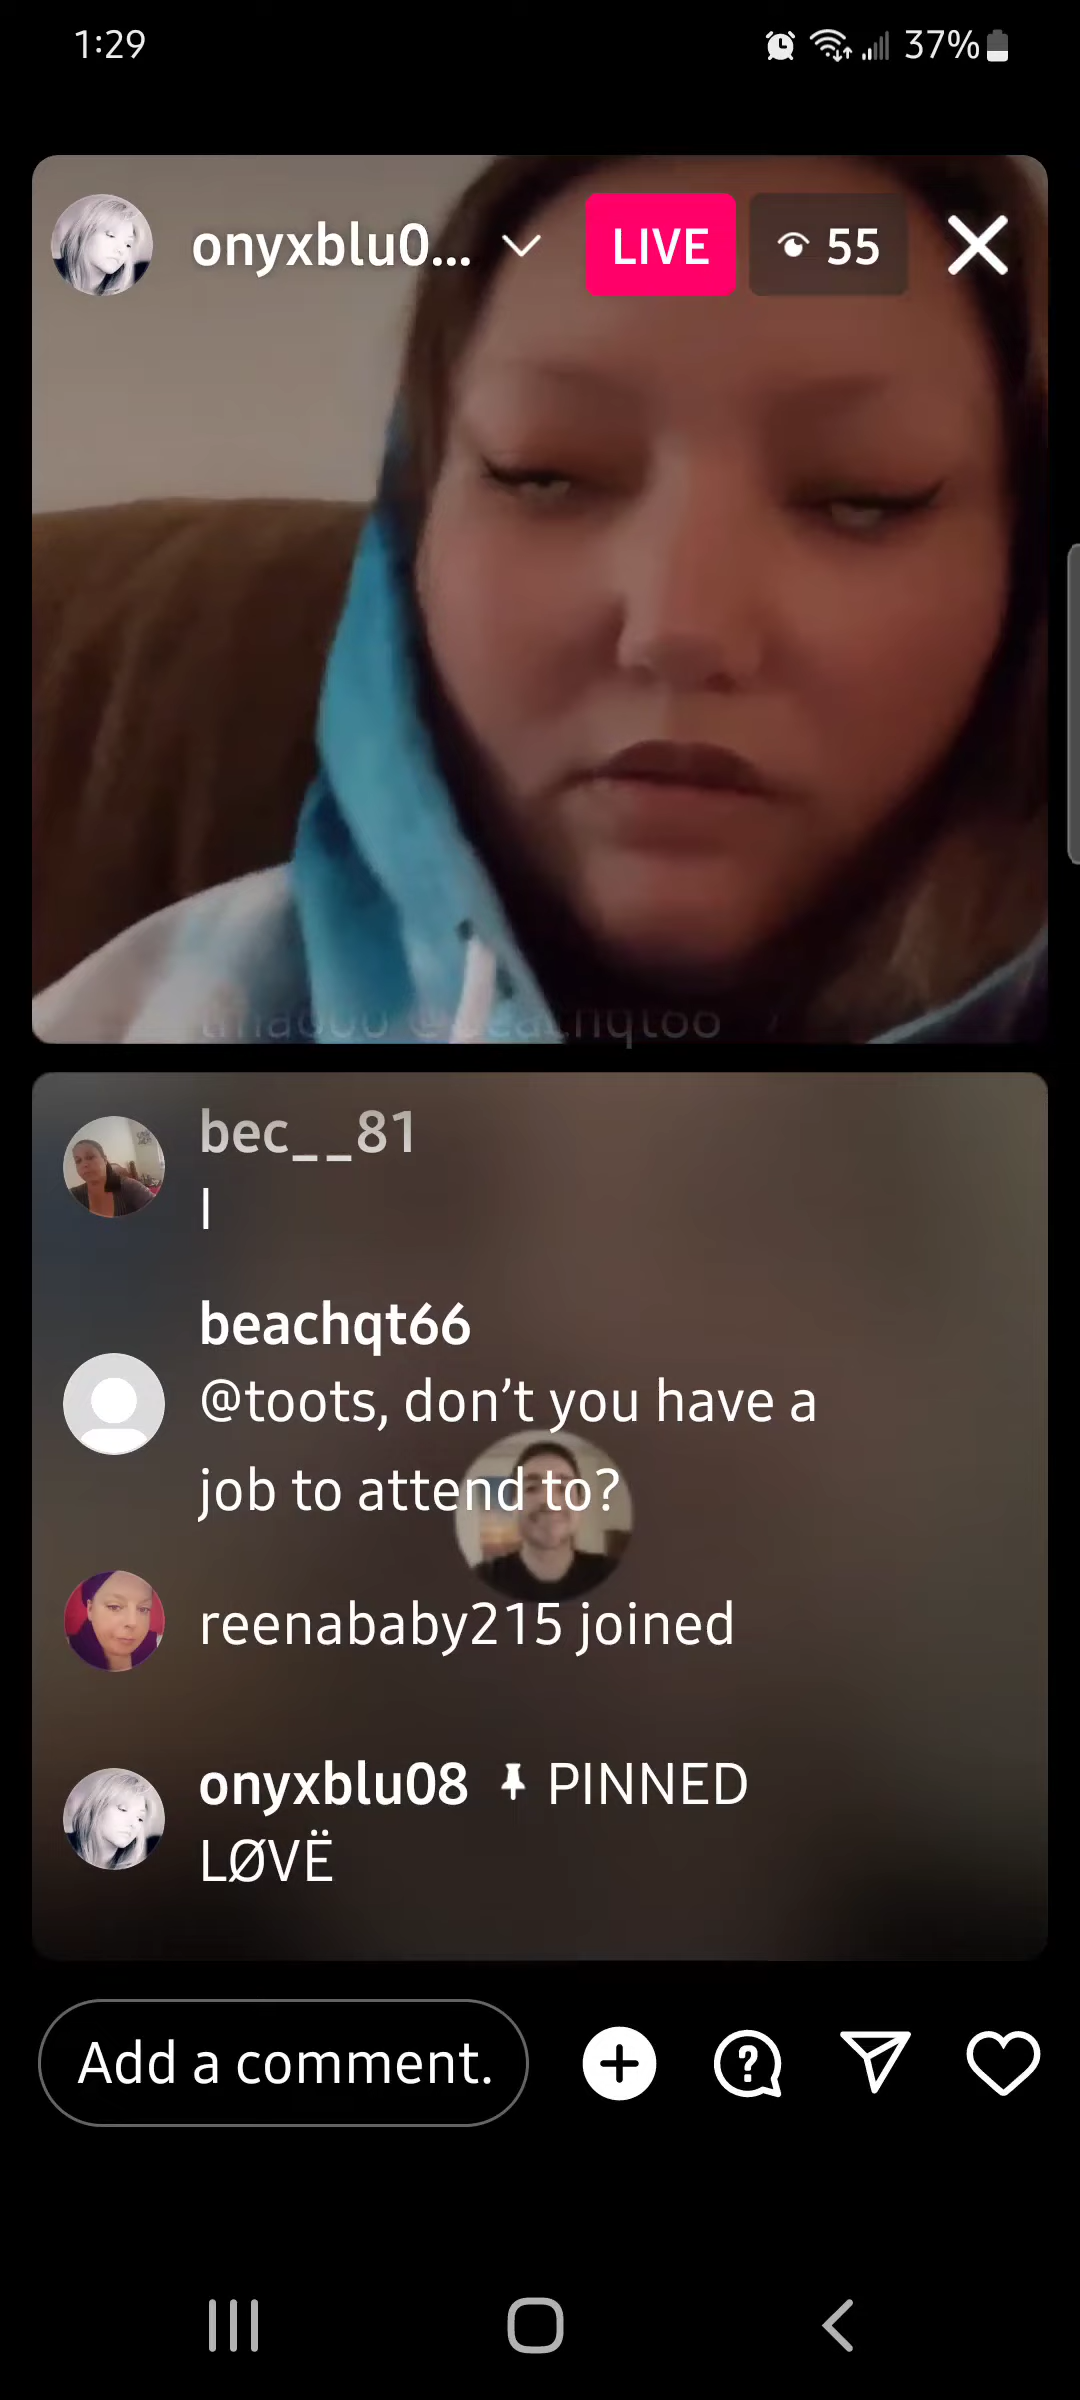 1:29
37%
onyxblu0...
LIVE
55
bec__81
l
beachqt66
@toots, don't you have a
job to attend to?
reenababy215 joined
onyxblu08 PINNED
LØVË
Add a comment.